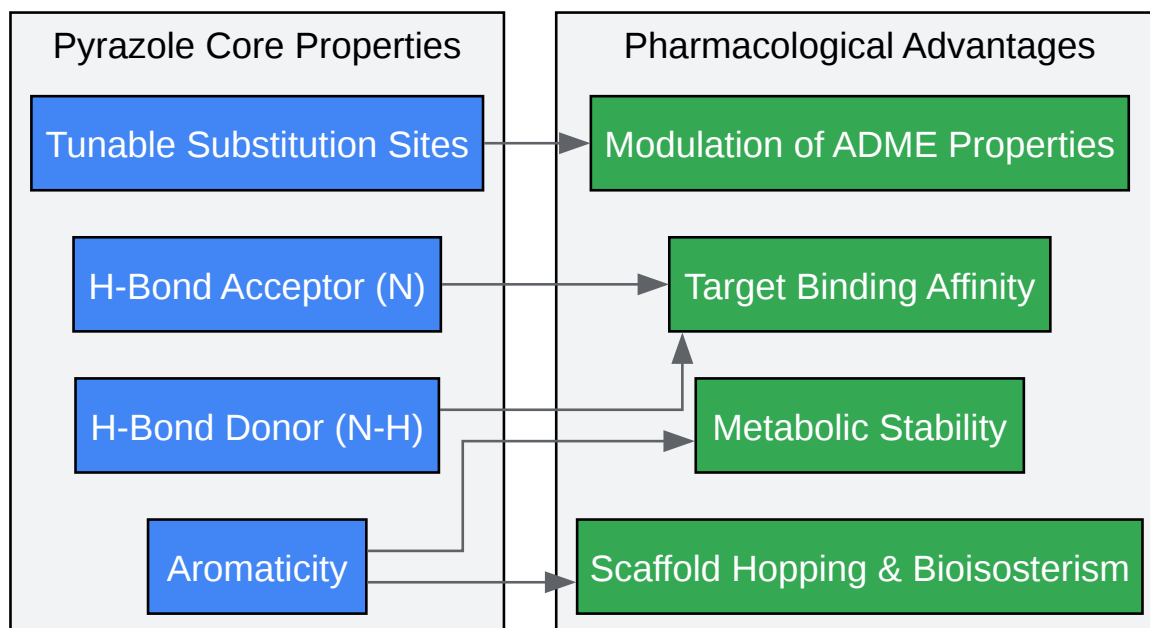 Pyrazole Core Properties
Tunable Substitution Sites
H-Bond Acceptor (N)
H-Bond Donor (N-H)
Aromaticity
Pharmacological Advantages
Modulation of ADME Properties
Target Binding Affinity
Metabolic Stability
Scaffold Hopping & Bioisosterism